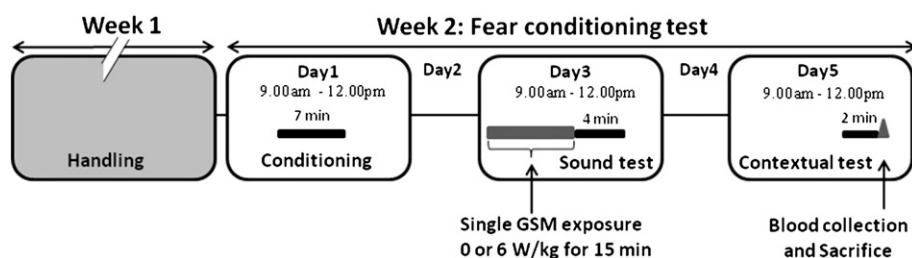 Week 1
Week 2: Fear conditioning test
Handling
Day1
9.00am - 12.00pm
7 min
Conditioning
Day2
Day3
9.00am - 12.00pm
4 min
Sound test
Day4
Day5
9.00am - 12.00pm
2 min
Contextual test
Single GSM exposure
0 or 6 W/kg for 15 min
Blood collection
and Sacrifice